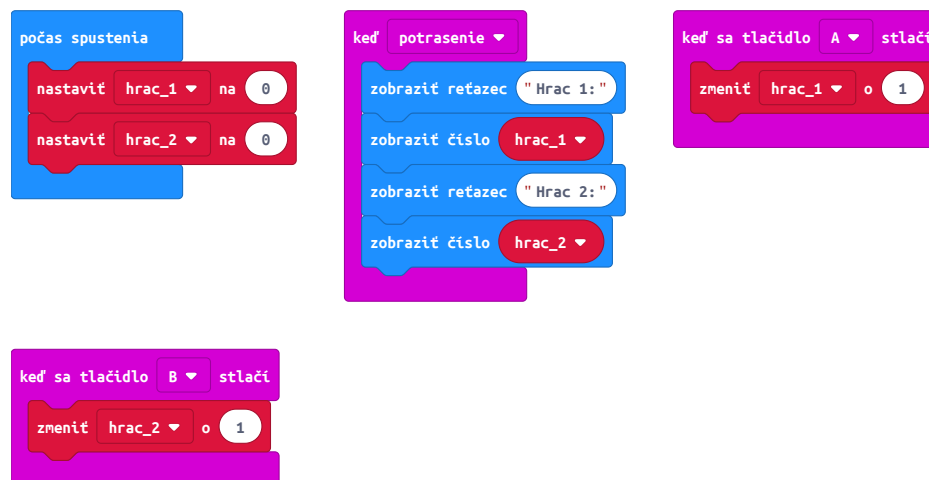 počas spustenia
nastaviť hrac_1 na 0
nastaviť hrac_2 na 0
keď potrasenie
zobraziť reťazec "Hrac 1:"
zobraziť číslo hrac_1
zobraziť reťazec "Hrac 2:"
zobraziť číslo hrac_2
keď sa tlačidlo A stlačí
zmeniť hrac_1 o 1
keď sa tlačidlo B stlačí
zmeniť hrac_2 o 1